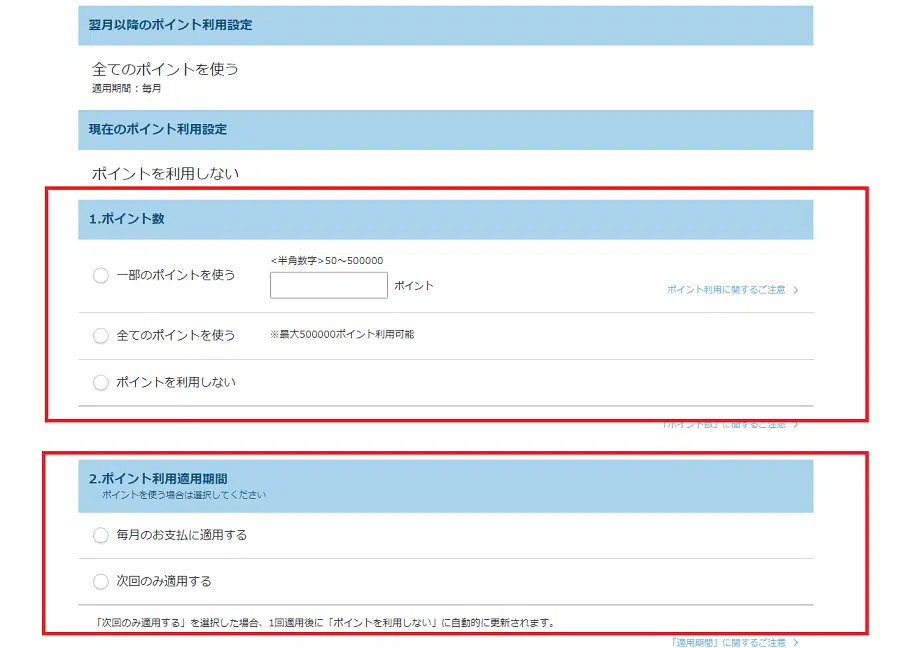 翌月以降のポイント利用設定
全てのポイントを使う
適用期間：毎月
現在のポイント利用設定
ポイントを利用しない
1.ポイント数
<半角数字>50～500000
一部のポイントを使う
ポイント
ポイント利用に関するご注意
全てのポイントを使う
※最大500000ポイント利用可能
ポイントを利用しない
「ポイント数」に関するご注意
2.ポイント利用適用期間
ポイントを使う場合は選択してください
毎月のお支払に適用する
次回のみ適用する
「次回のみ適用する」を選択した場合、1回適用後に「ポイントを利用しない」に自動的に更新されます。
「適用期間」に関するご注意